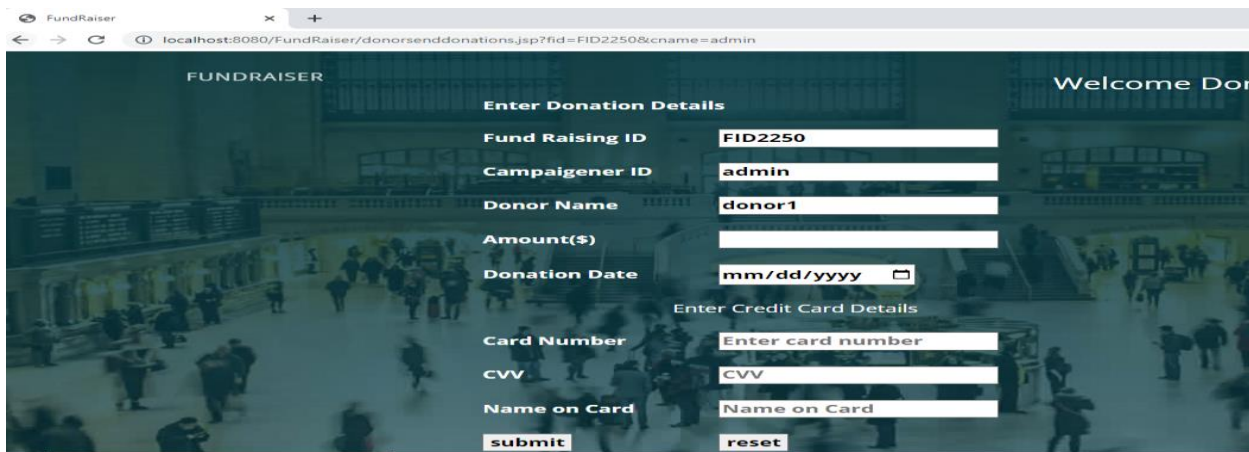 FundRaiser
localhost:8080/FundRaiser/donorsenddonations.jsp?fid=FID2250&cname=admin
FUNDRAISER
Welcome Don
Enter Donation Details
Fund Raising ID FID2250
Campaigener ID admin
Donor Name donor1
Amount($)
Donation Date mm/dd/yyyy
Enter Credit Card Details
Card Number Enter card number
CVV CVV
Name on Card Name on Card
submit reset